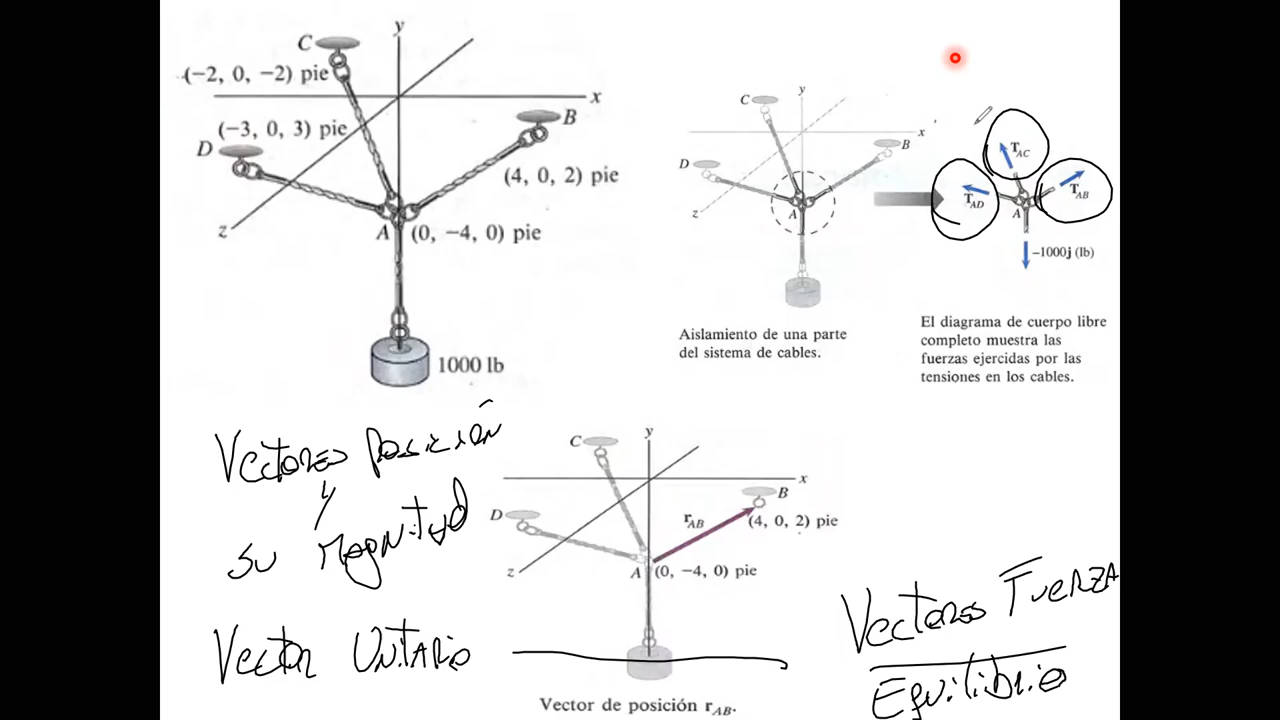 y
C
(−2, 0, −2) pie
x
B
(−3, 0, 3) pie
D
(4, 0, 2) pie
z
A
(0, −4, 0) pie
1000 lb
y
C
x
B
D
z
A
Aislamiento de una parte
del sistema de cables.
T_AC
T_AD
T_AB
A
−1000j (lb)
El diagrama de cuerpo libre
completo muestra las
fuerzas ejercidas por las
tensiones en los cables.
Vectores Posición
y
su Magnitud
Vector Unitario
y
C
x
B
D
r_AB
(4, 0, 2) pie
z
A
(0, −4, 0) pie
Vector de posición r_AB.
Vectores Fuerza
Equilibrio